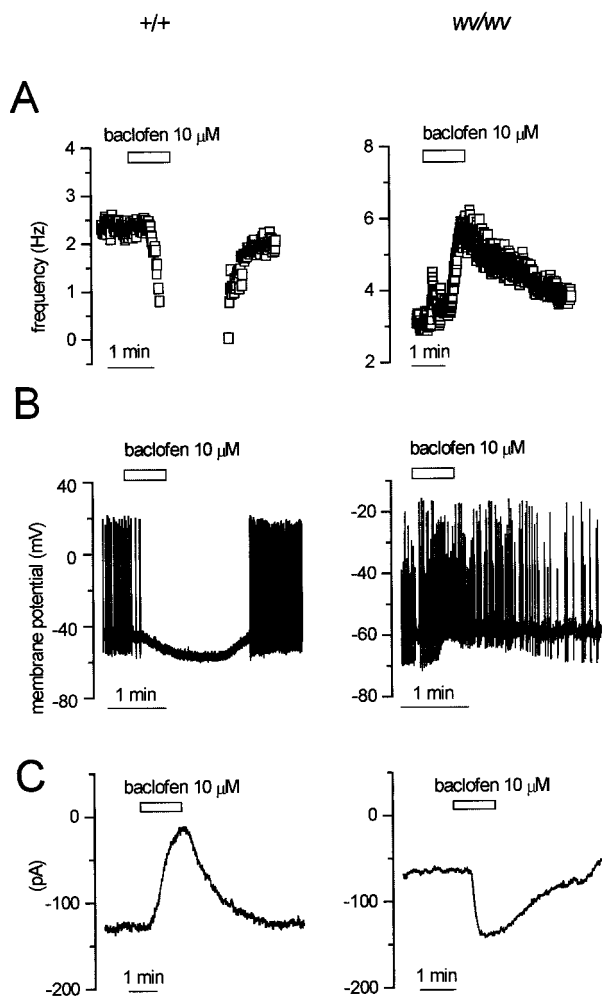 +/+
wv/wv
A
baclofen 10 μM
baclofen 10 μM
frequency (Hz)
4
3
2
1
0
1 min
8
6
4
2
1 min
B
baclofen 10 μM
baclofen 10 μM
membrane potential (mV)
40
0
-40
-80
1 min
-20
-40
-60
-80
1 min
C
baclofen 10 μM
baclofen 10 μM
(pA)
0
-100
-200
1 min
0
-100
-200
1 min